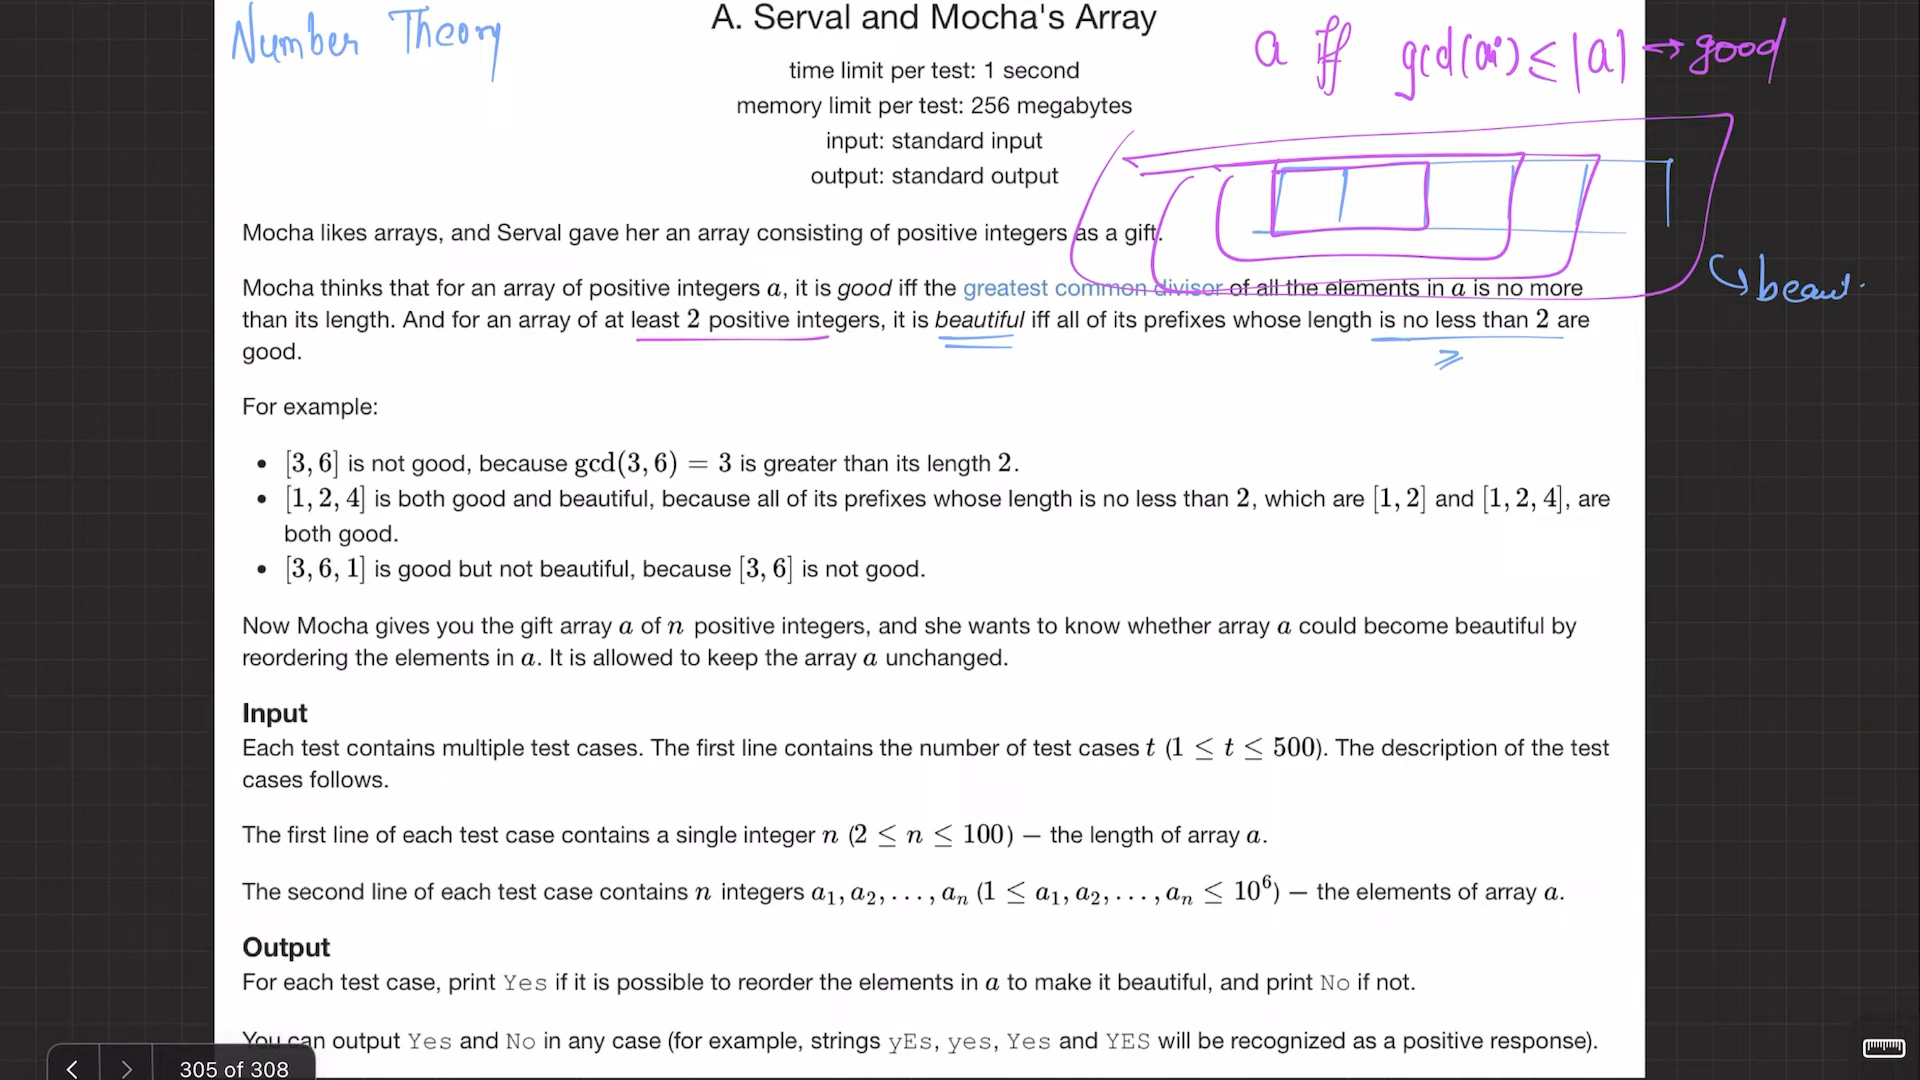 Number Theory
A. Serval and Mocha's Array
a iff gcd(ai) ≤ |a| ↔ good
time limit per test: 1 second
memory limit per test: 256 megabytes
input: standard input
output: standard output
Mocha likes arrays, and Serval gave her an array consisting of positive integers as a gift.
Mocha thinks that for an array of positive integers a, it is good iff the greatest common divisor of all the elements in a is no more
than its length. And for an array of at least 2 positive integers, it is beautiful iff all of its prefixes whose length is no less than 2 are
good.
beaut.
≥
For example:
• [3, 6] is not good, because gcd(3, 6) = 3 is greater than its length 2.
• [1, 2, 4] is both good and beautiful, because all of its prefixes whose length is no less than 2, which are [1, 2] and [1, 2, 4], are
both good.
• [3, 6, 1] is good but not beautiful, because [3, 6] is not good.
Now Mocha gives you the gift array a of n positive integers, and she wants to know whether array a could become beautiful by
reordering the elements in a. It is allowed to keep the array a unchanged.
Input
Each test contains multiple test cases. The first line contains the number of test cases t (1 ≤ t ≤ 500). The description of the test
cases follows.
The first line of each test case contains a single integer n (2 ≤ n ≤ 100) — the length of array a.
The second line of each test case contains n integers a₁, a₂, . . . , aₙ (1 ≤ a₁, a₂, . . . , aₙ ≤ 10⁶) — the elements of array a.
Output
For each test case, print Yes if it is possible to reorder the elements in a to make it beautiful, and print No if not.
You can output Yes and No in any case (for example, strings yEs, yes, Yes and YES will be recognized as a positive response).
305 of 308